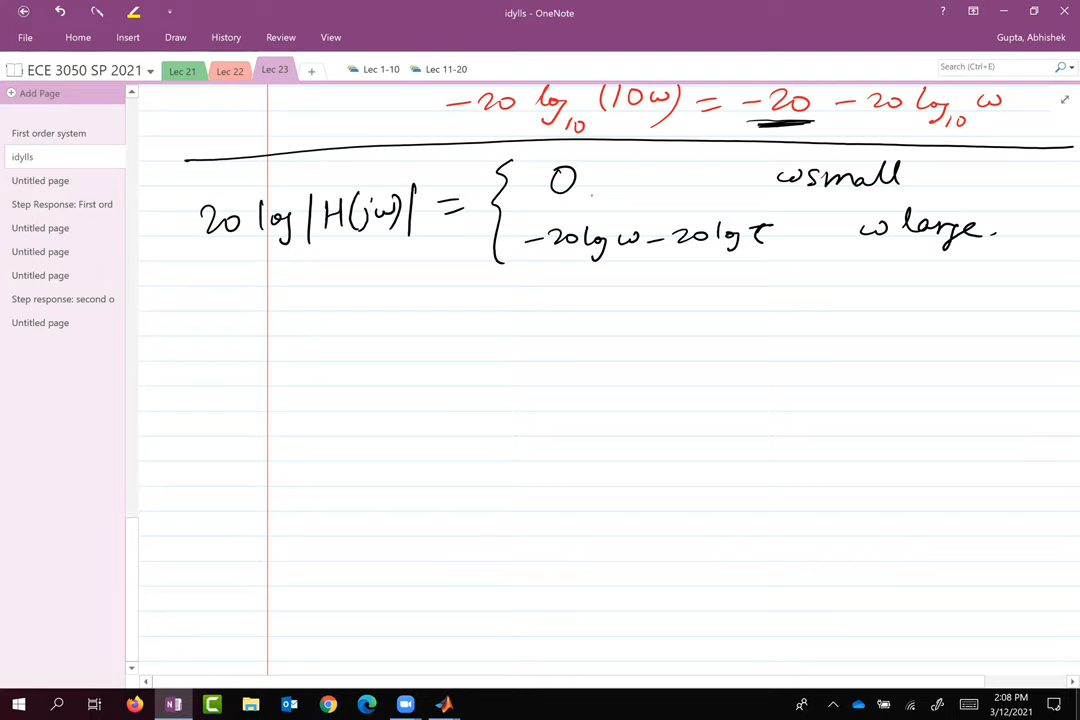 idylls - OneNote
?
File Home Insert Draw History Review View
Gupta, Abhishek
ECE 3050 SP 2021
Lec 21 Lec 22 Lec 23 + Lec 1-10 Lec 11-20
Search (Ctrl+E)
Add Page
First order system
idylls
Untitled page
Step Response: First ord
Untitled page
Untitled page
Untitled page
Step response: second o
Untitled page
-20 log₁₀ (10ω) = -20 - 20 log₁₀ ω
20 log |H(jω)| = {
0 ω small
-20 log ω - 20 log τ ω large.
2:08 PM
3/12/2021